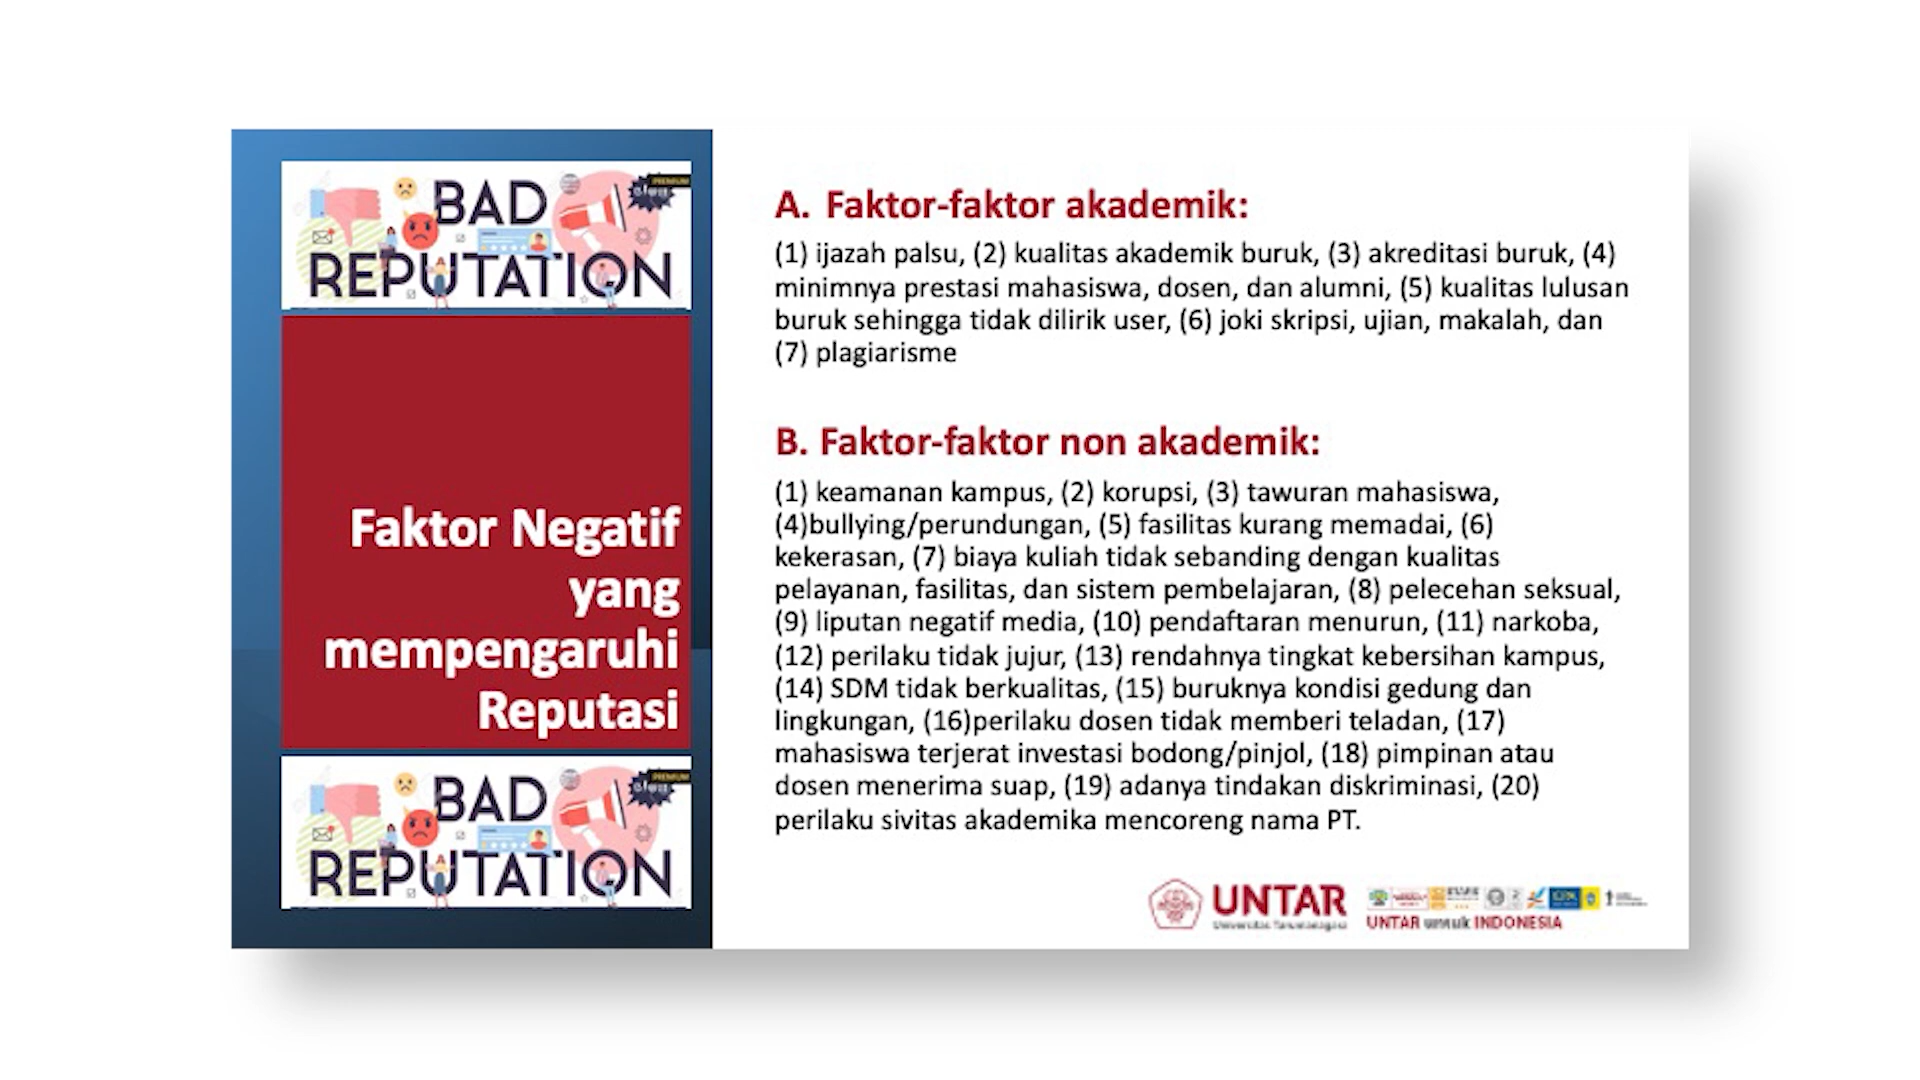 BAD
REPUTATION
PREMIUM
Faktor Negatif
yang
mempengaruhi
Reputasi
BAD
REPUTATION
PREMIUM
A. Faktor-faktor akademik:
(1) ijazah palsu, (2) kualitas akademik buruk, (3) akreditasi buruk, (4)
minimnya prestasi mahasiswa, dosen, dan alumni, (5) kualitas lulusan
buruk sehingga tidak dilirik user, (6) joki skripsi, ujian, makalah, dan
(7) plagiarisme
B. Faktor-faktor non akademik:
(1) keamanan kampus, (2) korupsi, (3) tawuran mahasiswa,
(4)bullying/perundungan, (5) fasilitas kurang memadai, (6)
kekerasan, (7) biaya kuliah tidak sebanding dengan kualitas
pelayanan, fasilitas, dan sistem pembelajaran, (8) pelecehan seksual,
(9) liputan negatif media, (10) pendaftaran menurun, (11) narkoba,
(12) perilaku tidak jujur, (13) rendahnya tingkat kebersihan kampus,
(14) SDM tidak berkualitas, (15) buruknya kondisi gedung dan
lingkungan, (16)perilaku dosen tidak memberi teladan, (17)
mahasiswa terjerat investasi bodong/pinjol, (18) pimpinan atau
dosen menerima suap, (19) adanya tindakan diskriminasi, (20)
perilaku sivitas akademika mencoreng nama PT.
UNTAR
Universitas Tarumanagara
UNTAR untuk INDONESIA